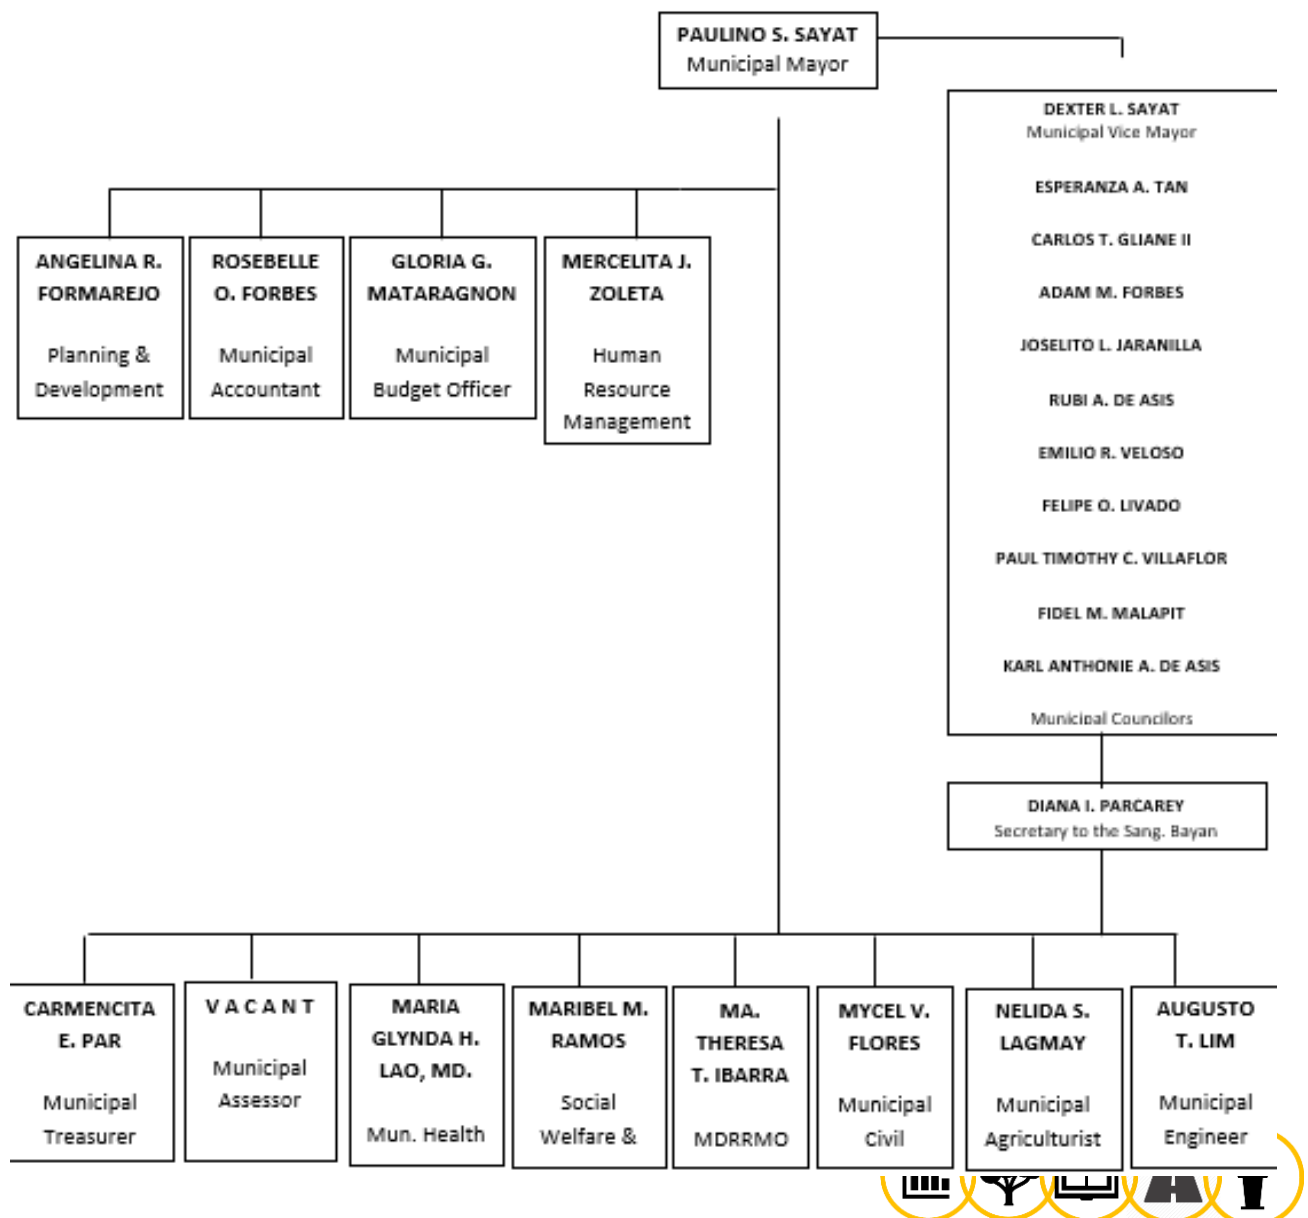 PAULINO S. SAYAT
Municipal Mayor
DEXTER L. SAYAT
Municipal Vice Mayor
ESPERANZA A. TAN
CARLOS T. GLIANE II
ADAM M. FORBES
JOSELITO L. JARANILLA
RUBI A. DE ASIS
EMILIO R. VELOSO
FELIPE O. LIVADO
PAUL TIMOTHY C. VILLAFLOR
FIDEL M. MALAPIT
KARL ANTHONIE A. DE ASIS
Municipal Councilors
ANGELINA R.
FORMAREJO
Planning &
Development
ROSEBELLE
O. FORBES
Municipal
Accountant
GLORIA G.
MATARAGNON
Municipal
Budget Officer
MERCELITA J.
ZOLETA
Human
Resource
Management
DIANA I. PARCAREY
Secretary to the Sang. Bayan
CARMENCITA
E. PAR
Municipal
Treasurer
V A C A N T
Municipal
Assessor
MARIA
GLYNDA H.
LAO, MD.
Mun. Health
MARIBEL M.
RAMOS
Social
Welfare &
MA.
THERESA
T. IBARRA
MDRRMO
MYCEL V.
FLORES
Municipal
Civil
NELIDA S.
LAGMAY
Municipal
Agriculturist
AUGUSTO
T. LIM
Municipal
Engineer